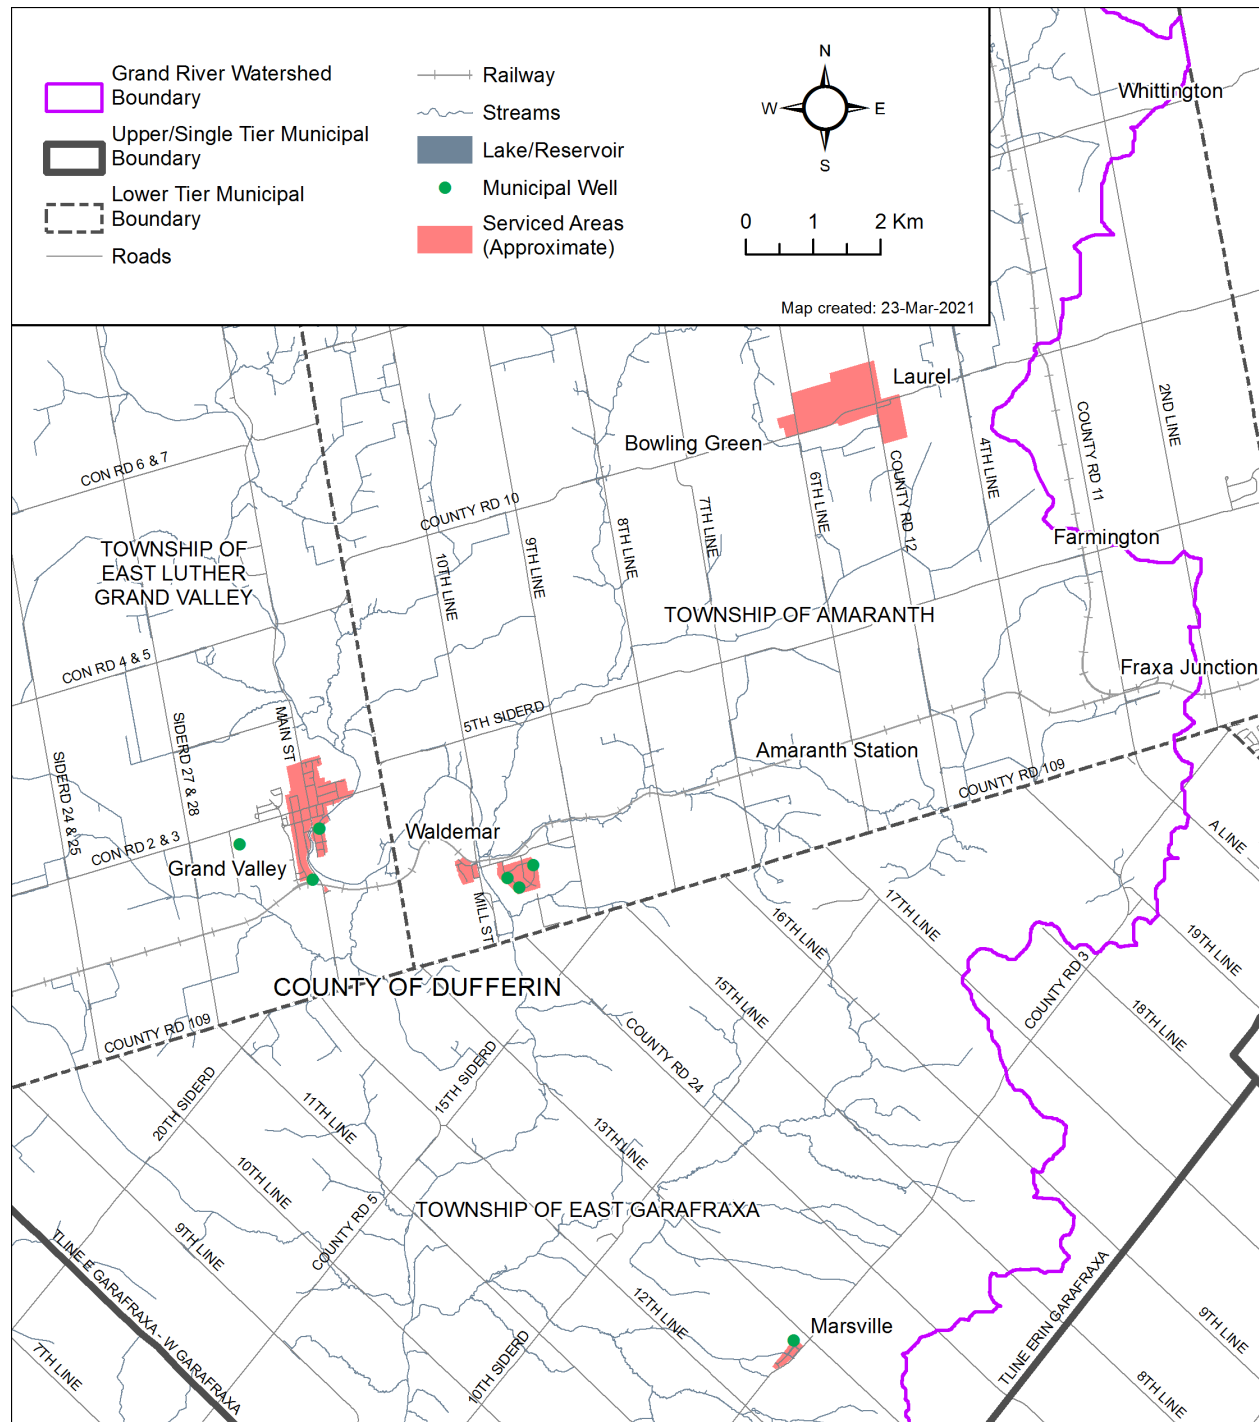 Grand River Watershed
Boundary
Upper/Single Tier Municipal
Boundary
Lower Tier Municipal
Boundary
Roads
Railway
Streams
Lake/Reservoir
Municipal Well
Serviced Areas
(Approximate)
N
W
E
S
0 1 2 Km
Map created: 23-Mar-2021
Whittington
Laurel
2ND LINE
COUNTY RD 11
Bowling Green
4TH LINE
CON RD 6 & 7
COUNTY RD 10
6TH LINE
COUNTY RD 12
7TH LINE
8TH LINE
9TH LINE
10TH LINE
Farmington
TOWNSHIP OF
EAST LUTHER
GRAND VALLEY
TOWNSHIP OF AMARANTH
CON RD 4 & 5
Fraxa Junction
5TH SIDERD
MAIN ST
SIDERD 27 & 28
SIDERD 24 & 25
Amaranth Station
COUNTY RD 109
A LINE
Waldemar
CON RD 2 & 3
Grand Valley
MILL ST
17TH LINE
16TH LINE
19TH LINE
COUNTY OF DUFFERIN
15TH LINE
COUNTY RD 3
18TH LINE
COUNTY RD 109
COUNTY RD 24
20TH SIDERD
15TH SIDERD
11TH LINE
13TH LINE
10TH LINE
TOWNSHIP OF EAST GARAFRAXA
COUNTY RD 5
9TH LINE
TLINE E GARAFRAXA - W GARAFRAXA
TLINE ERIN GARAFRAXA
12TH LINE
Marsville
9TH LINE
7TH LINE
10TH SIDERD
8TH LINE